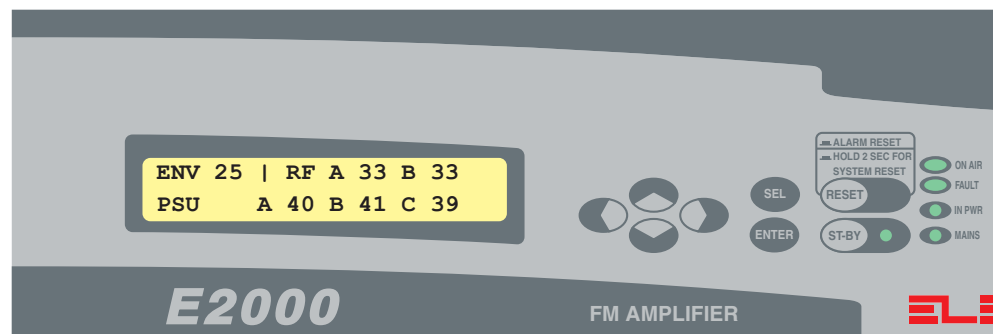 ENV 25 | RF A 33 B 33
PSU A 40 B 41 C 39
ALARM RESET
HOLD 2 SEC FOR
SYSTEM RESET
SEL
RESET
ENTER
ST-BY
ON AIR
FAULT
IN PWR
MAINS
E2000
FM AMPLIFIER